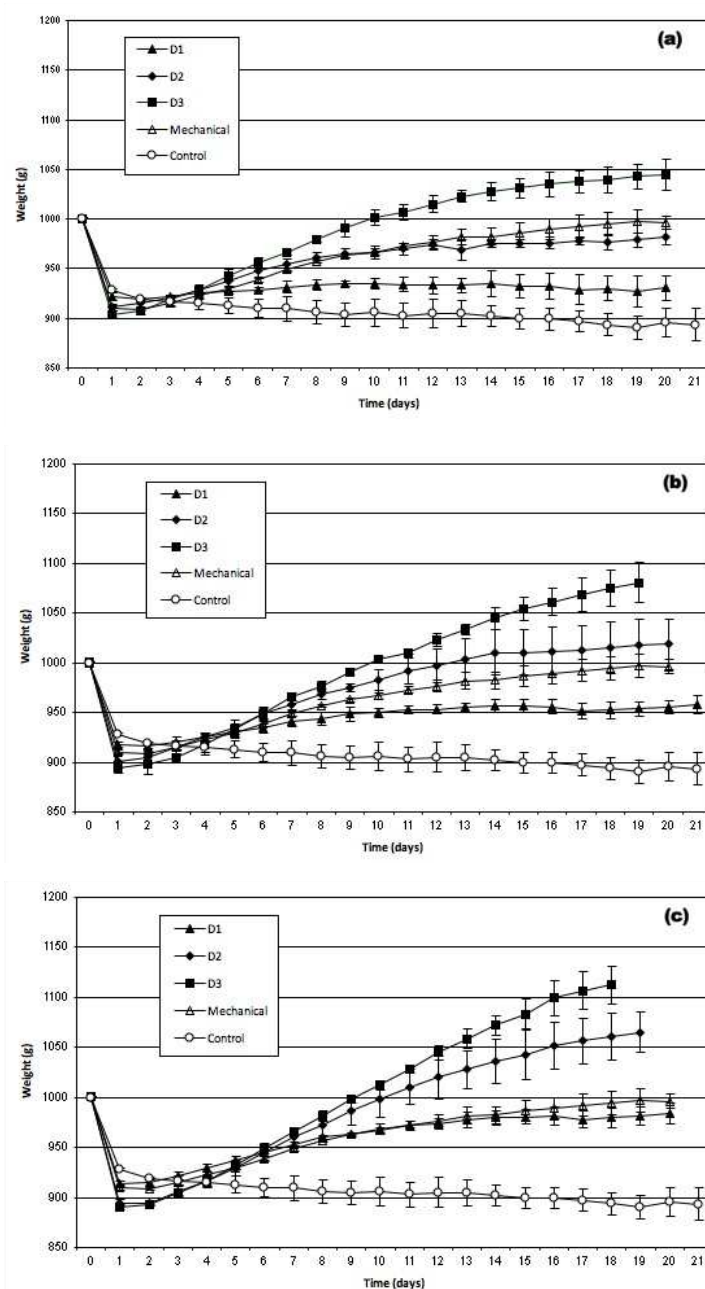 (a)
1200
1150
1100
1050
1000
950
900
850
Weight (g)
D1
D2
D3
Mechanical
Control
0 1 2 3 4 5 6 7 8 9 10 11 12 13 14 15 16 17 18 19 20 21
Time (days)
(b)
1200
1150
1100
1050
1000
950
900
850
Weight (g)
D1
D2
D3
Mechanical
Control
0 1 2 3 4 5 6 7 8 9 10 11 12 13 14 15 16 17 18 19 20 21
Time (days)
(c)
1200
1150
1100
1050
1000
950
900
850
Weight (g)
D1
D2
D3
Mechanical
Control
0 1 2 3 4 5 6 7 8 9 10 11 12 13 14 15 16 17 18 19 20 21
Time (days)